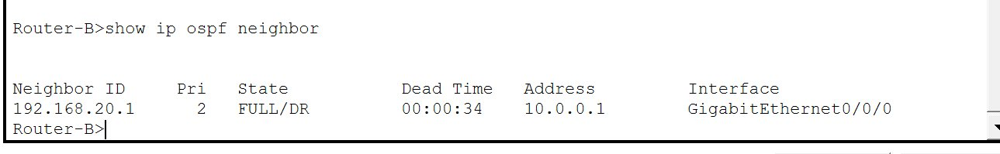 Router-B>show ip ospf neighbor
Neighbor ID     Pri   State           Dead Time   Address         Interface
192.168.20.1      2   FULL/DR         00:00:34    10.0.0.1        GigabitEthernet0/0/0
Router-B>